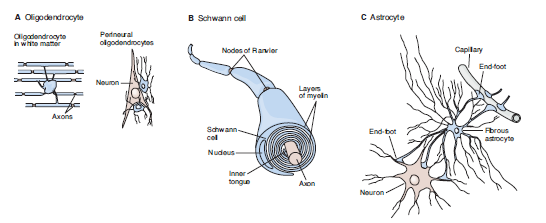 A Oligodendrocyte
Oligodendrocyte
in white matter
Axons
Perineural
oligodendrocytes
Neuron
B Schwann cell
Nodes of Ranvier
Layers
of myelin
Schwann
cell
Nucleus
Inner
tongue
Axon
C Astrocyte
Capillary
End-foot
End-foot
Fibrous
astrocyte
Neuron